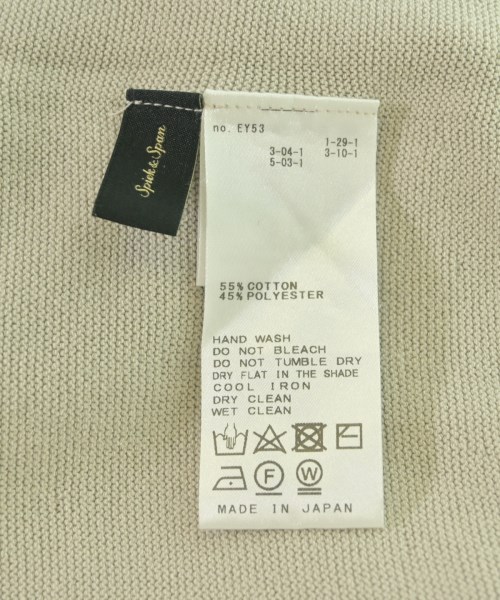 Spick & Span
no. EY53
1-29-1
3-04-1 3-10-1
5-03-1
55% COTTON
45% POLYESTER
HAND WASH
DO NOT BLEACH
DO NOT TUMBLE DRY
DRY FLAT IN THE SHADE
COOL IRON
DRY CLEAN
WET CLEAN
F W
MADE IN JAPAN